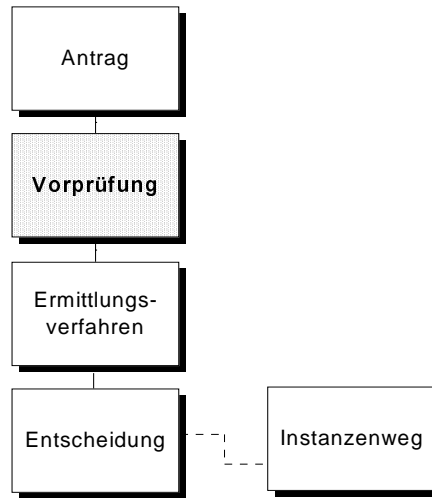 Antrag
Vorprüfung
Ermittlungs-
verfahren
Entscheidung
Instanzenweg